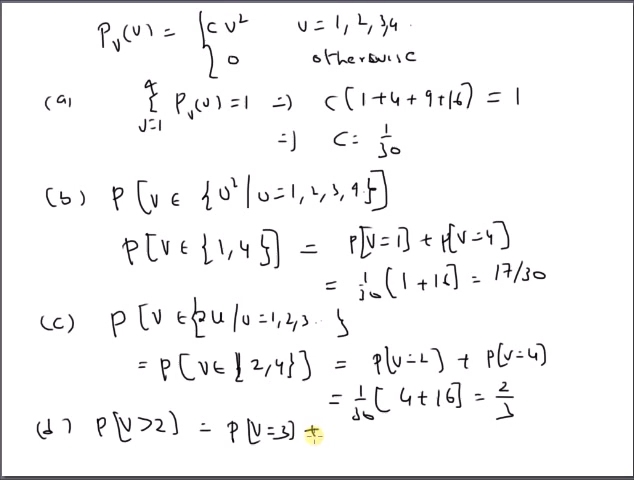 P_V(v) = { c v² v = 1, 2, 3, 4
0 otherwise
(a) Σ_{v=1}^{4} P_V(v) = 1 ⇒ c(1+4+9+16) = 1
⇒ c = 1/30
(b) P[V ∈ {u² | u = 1, 2, 3, 4}]
P[V ∈ {1, 4}] = P[V=1] + P[V=4]
= 1/30 [1 + 16] = 17/30
(c) P[V ∈ {2u | u = 1, 2, 3 .. }
= P[V ∈ {2, 4}] = P[V=2] + P[V=4]
= 1/30 [4 + 16] = 2/3
(d) P[V > 2] = P[V = 3] +